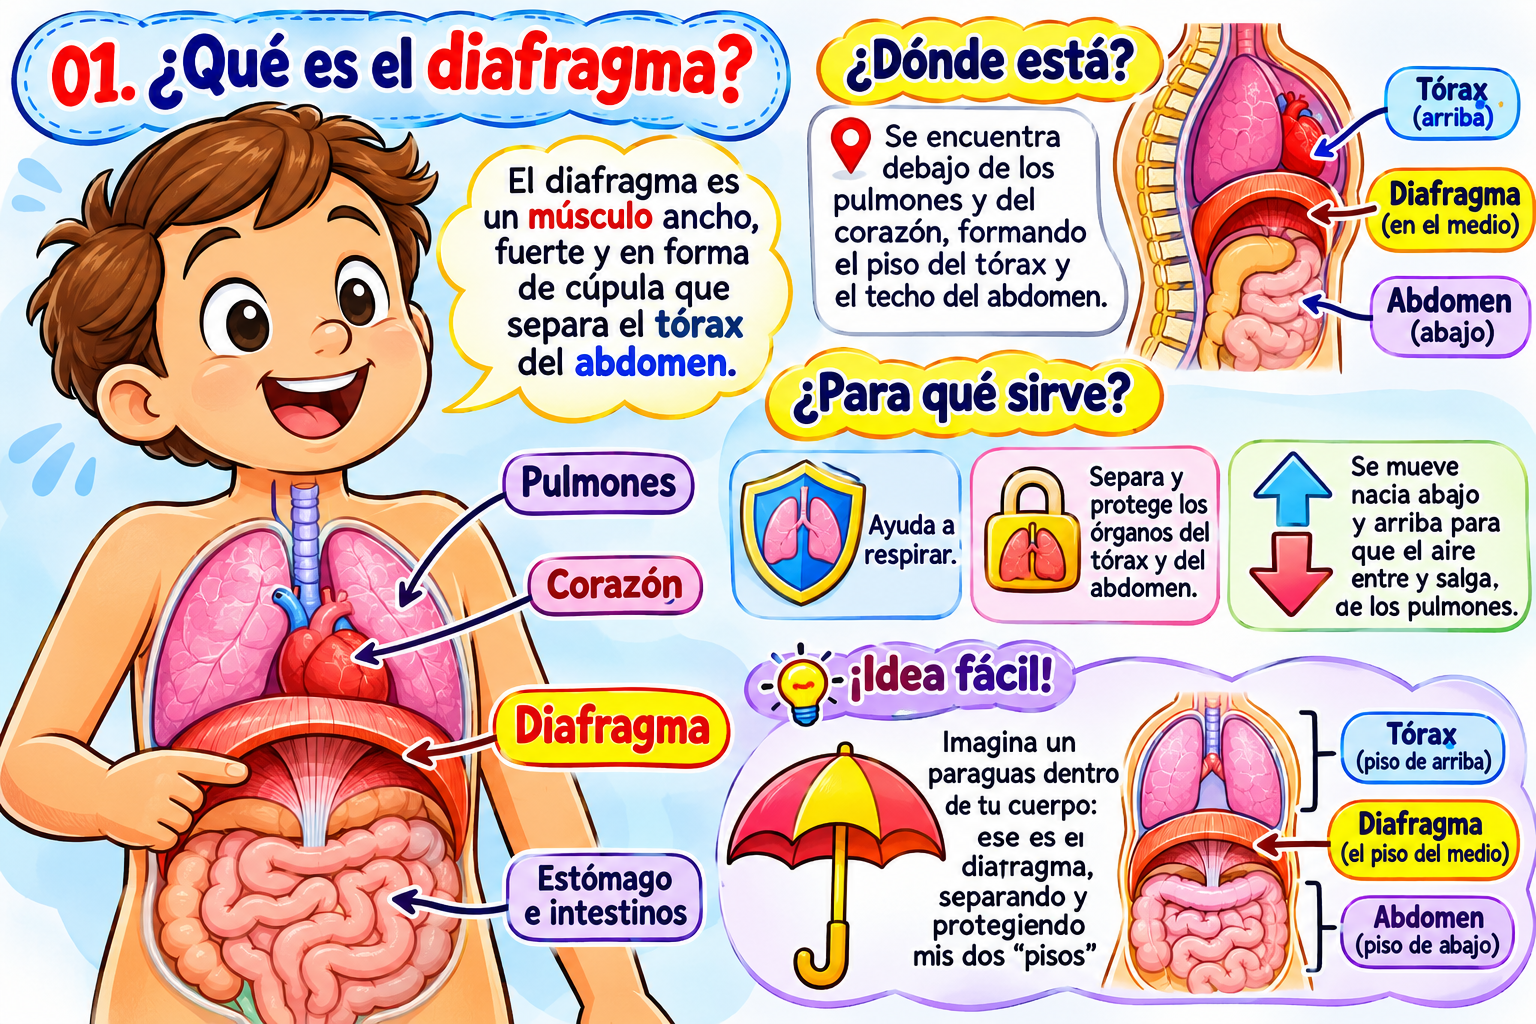 01. ¿Qué es el diafragma?
El diafragma es
un músculo ancho,
fuerte y en forma
de cúpula que
separa el tórax
del abdomen.
Pulmones
Corazón
Diafragma
Estómago
e intestinos
¿Dónde está?
Se encuentra
debajo de los
pulmones y del
corazón, formando
el piso del tórax y
el techo del abdomen.
Tórax
(arriba)
Diafragma
(en el medio)
Abdomen
(abajo)
¿Para qué sirve?
Ayuda a
respirar.
Separa y
protege los
órganos del
tórax y del
abdomen.
Se mueve
nacia abajo
y arriba para
que el aire
entre y salga,
de los pulmones.
¡Idea fácil!
Imagina un
paraguas dentro
de tu cuerpo:
ese es el
diafragma,
separando y
protegiendo
mis dos "pisos"
Tórax
(piso de arriba)
Diafragma
(el piso del medio)
Abdomen
(piso de abajo)